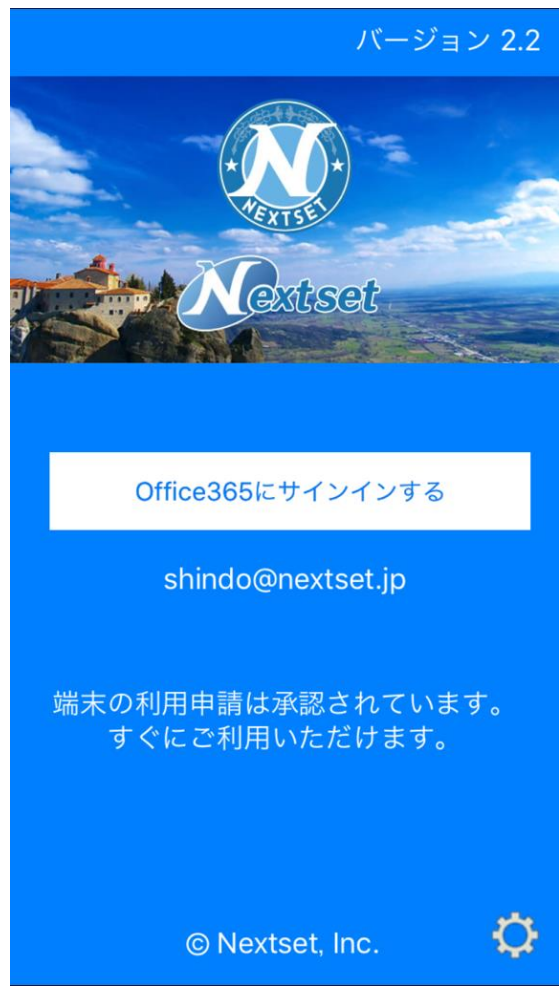 バージョン 2.2
N
NEXTSET
Nextset
Office365にサインインする
shindo@nextset.jp
端末の利用申請は承認されています。
すぐにご利用いただけます。
© Nextset, Inc.